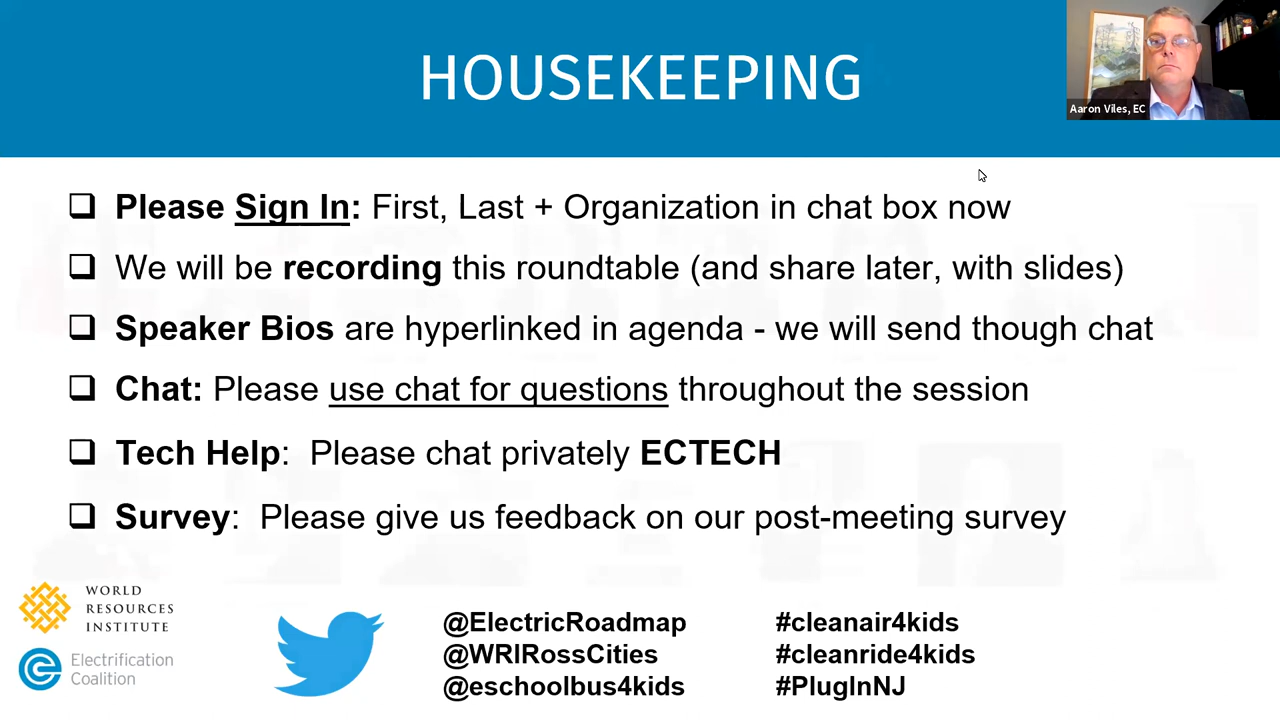 HOUSEKEEPING
Aaron Viles, EC
❑ Please Sign In: First, Last + Organization in chat box now
❑ We will be recording this roundtable (and share later, with slides)
❑ Speaker Bios are hyperlinked in agenda - we will send though chat
❑ Chat: Please use chat for questions throughout the session
❑ Tech Help: Please chat privately ECTECH
❑ Survey: Please give us feedback on our post-meeting survey
WORLD
RESOURCES
INSTITUTE
Electrification
Coalition
@ElectricRoadmap
@WRIRossCities
@eschoolbus4kids
#cleanair4kids
#cleanride4kids
#PlugInNJ